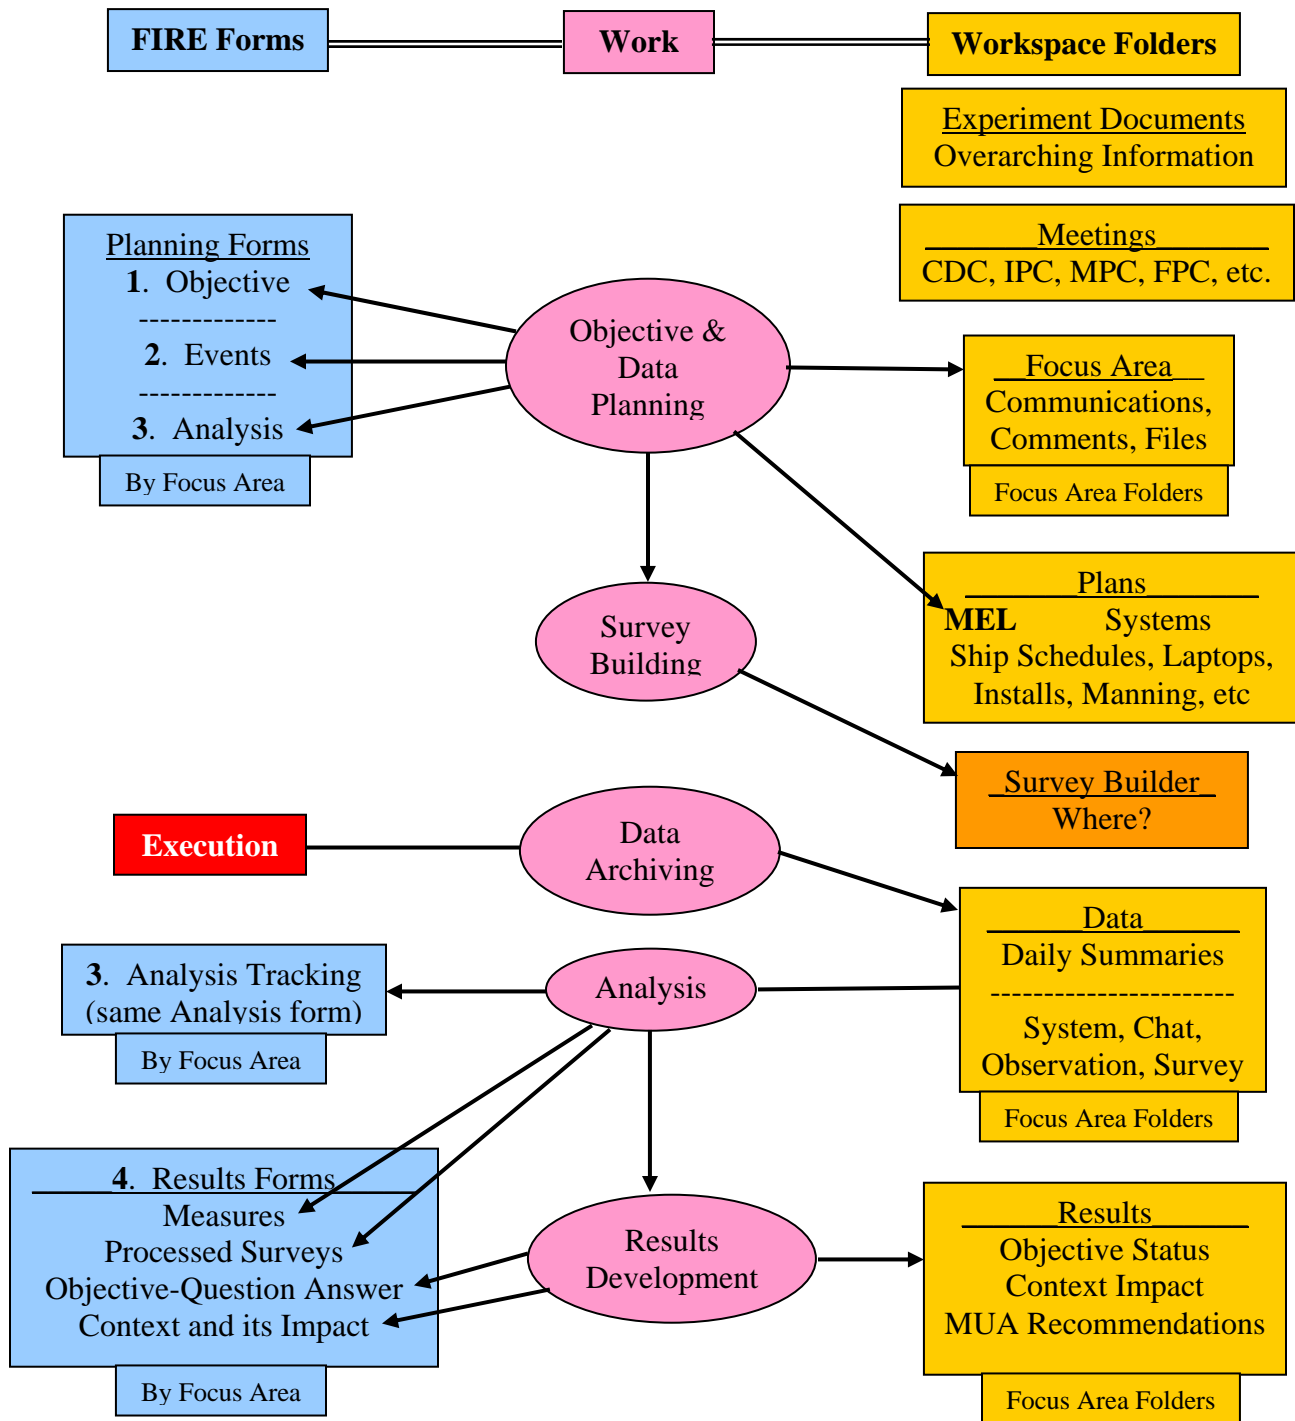 FIRE Forms
Work
Workspace Folders
Experiment Documents
Overarching Information
Meetings
CDC, IPC, MPC, FPC, etc.
Planning Forms
1. Objective
-------------
2. Events
-------------
3. Analysis
By Focus Area
Objective &
Data
Planning
Focus Area
Communications,
Comments, Files
Focus Area Folders
Plans
MEL Systems
Ship Schedules, Laptops,
Installs, Manning, etc
Survey
Building
Survey Builder
Where?
Execution
Data
Archiving
Data
Daily Summaries
-----------------------
System, Chat,
Observation, Survey
Focus Area Folders
3. Analysis Tracking
(same Analysis form)
By Focus Area
Analysis
4. Results Forms
Measures
Processed Surveys
Objective-Question Answer
Context and its Impact
By Focus Area
Results
Development
Results
Objective Status
Context Impact
MUA Recommendations
Focus Area Folders